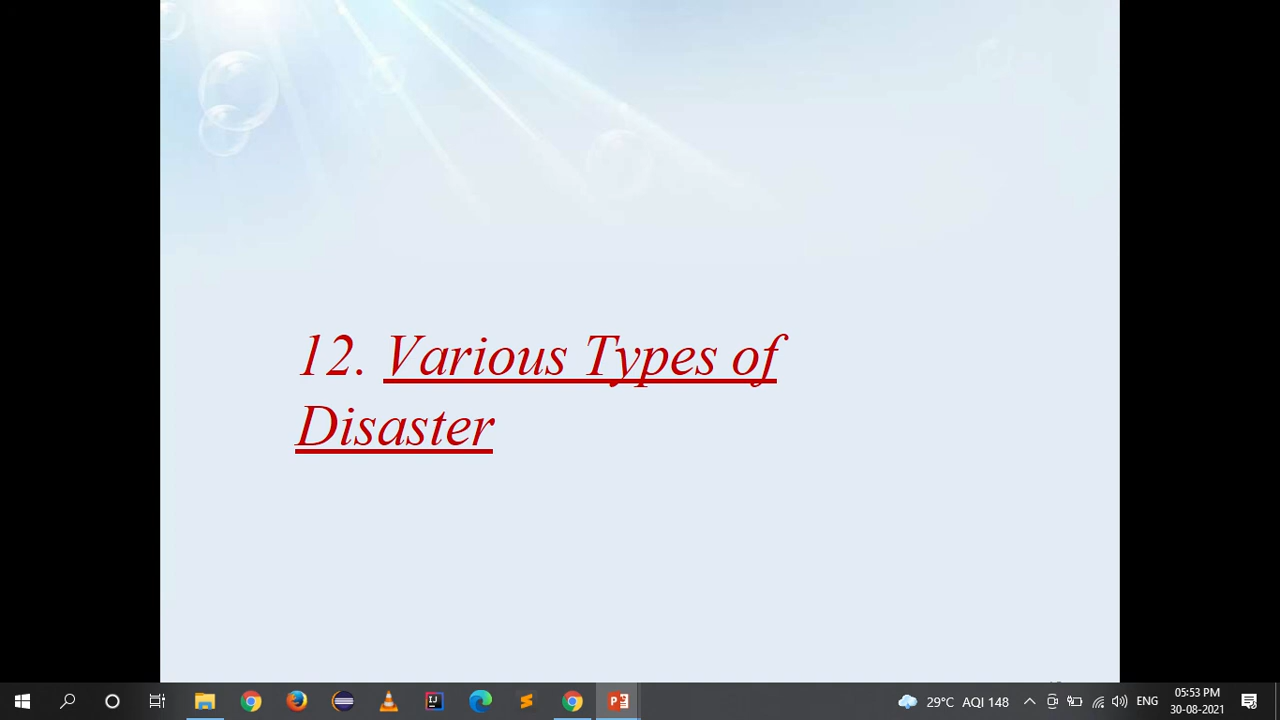 12. Various Types of
Disaster
29°C AQI 148
ENG
05:53 PM
30-08-2021